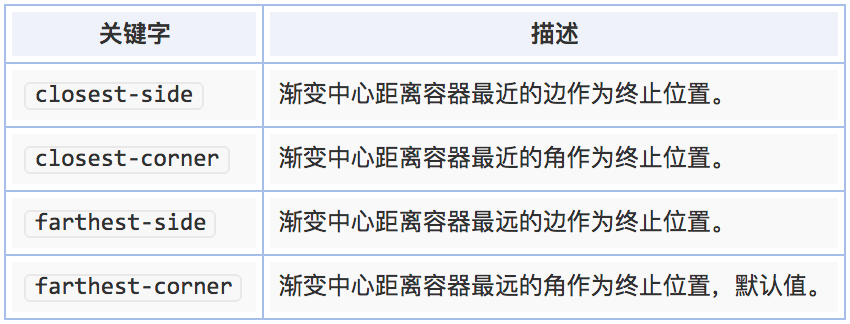 关键字 描述
closest-side 渐变中心距离容器最近的边作为终止位置。
closest-corner 渐变中心距离容器最近的角作为终止位置。
farthest-side 渐变中心距离容器最远的边作为终止位置。
farthest-corner 渐变中心距离容器最远的角作为终止位置，默认值。